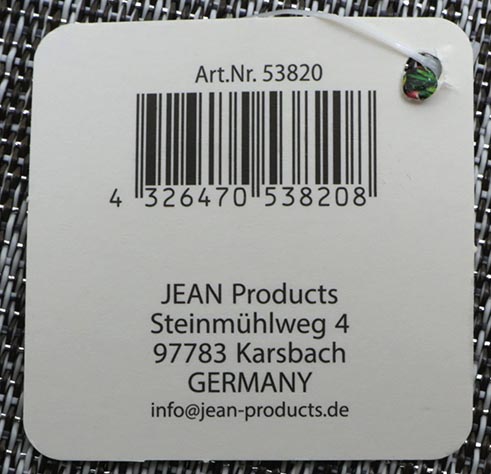 Art.Nr. 53820
4 326470 538208
JEAN Products
Steinmühlweg 4
97783 Karsbach
GERMANY
info@jean-products.de